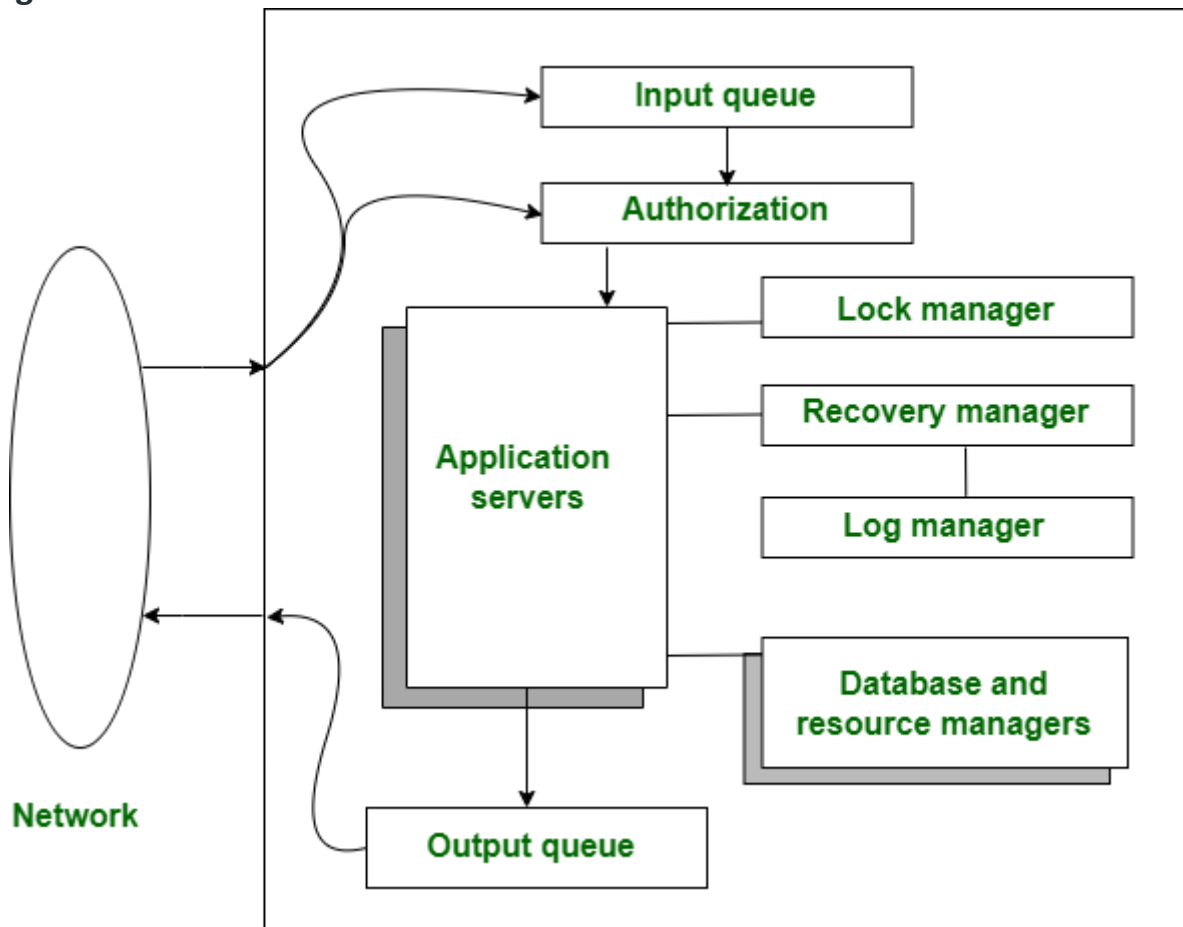 Input queue
Authorization
Lock manager
Recovery manager
Application
servers
Log manager
Database and
resource managers
Network
Output queue